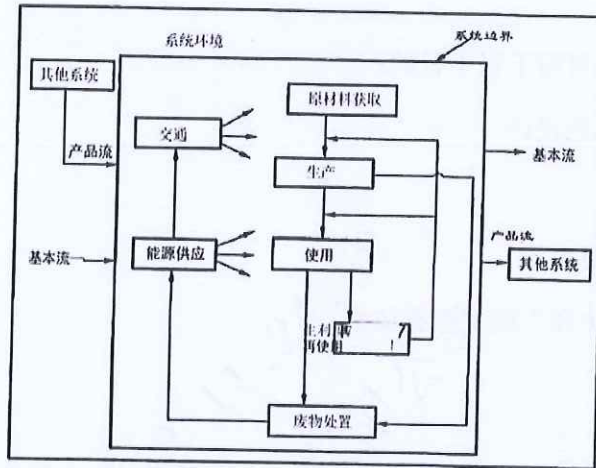 系统边界
系统环境
其他系统
原材料获取
交通
产品流
基本流
生产
产品流
基本流
能源供应
使用
其他系统
再使用
废物处置